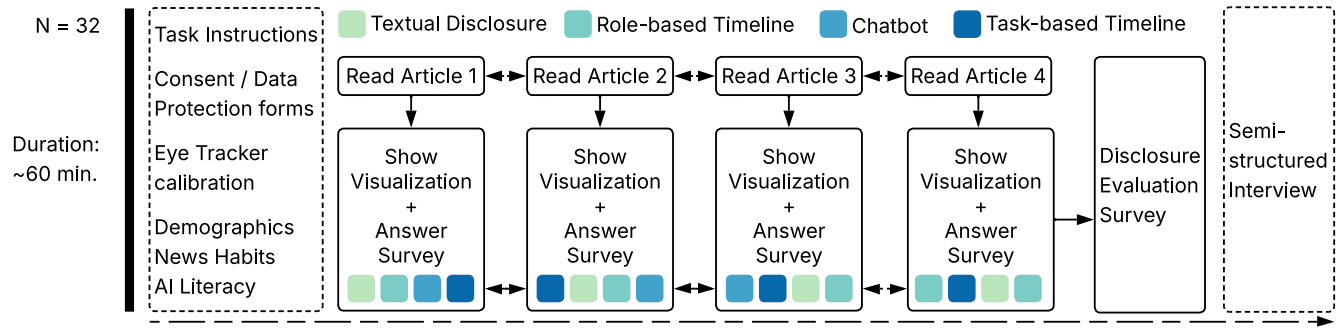 N = 32
Duration:
~60 min.
Task Instructions
Consent / Data
Protection forms
Eye Tracker
calibration
Demographics
News Habits
AI Literacy
Textual Disclosure
Role-based Timeline
Chatbot
Task-based Timeline
Read Article 1
Read Article 2
Read Article 3
Read Article 4
Show
Visualization
+
Answer
Survey
Show
Visualization
+
Answer
Survey
Show
Visualization
+
Answer
Survey
Show
Visualization
+
Answer
Survey
Disclosure
Evaluation
Survey
Semi-
structured
Interview